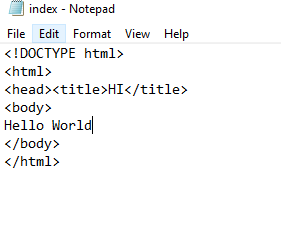 index - Notepad
File Edit Format View Help
<!DOCTYPE html>
<html>
<head><title>HI</title>
<body>
Hello World
</body>
</html>